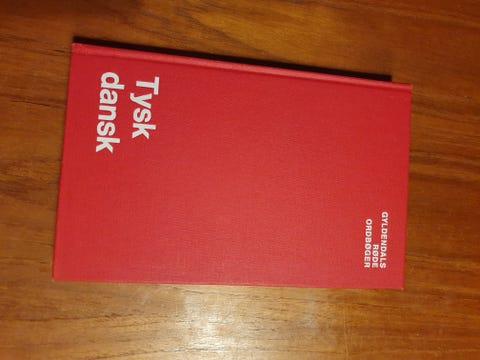 Tysk
dansk
GYLDENDALS
RØDE
ORDBØGER